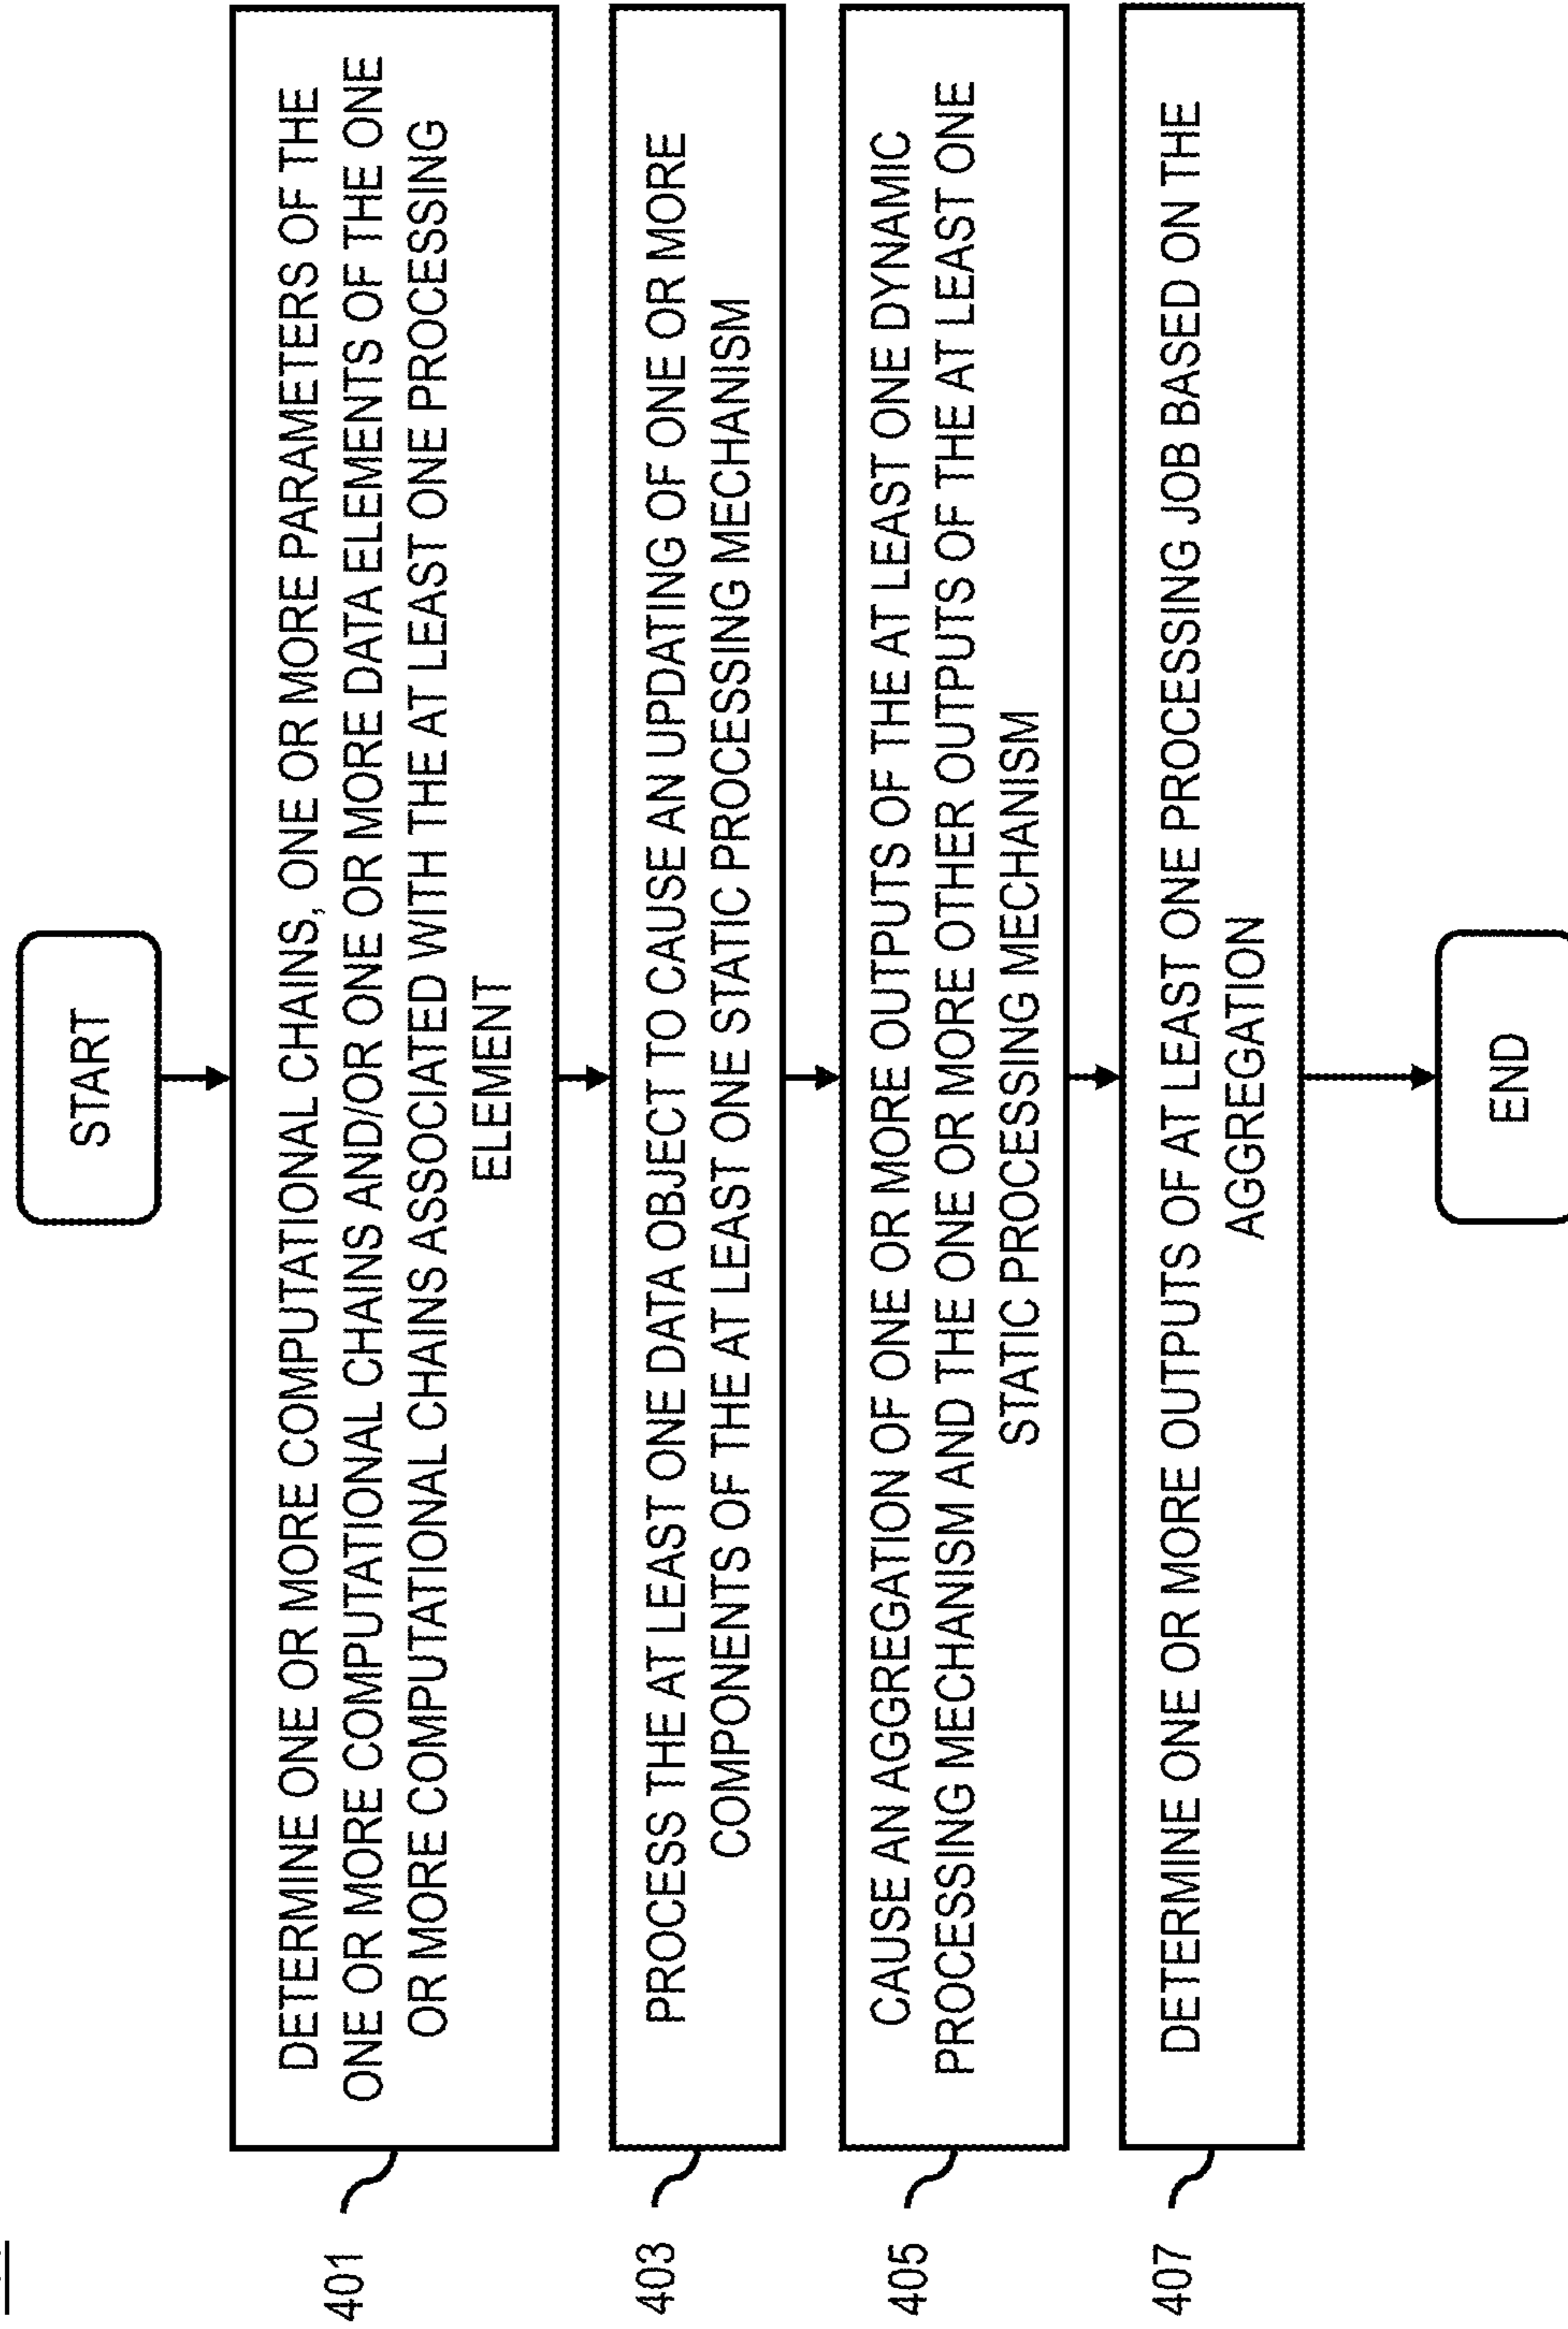 START
401
DETERMINE ONE OR MORE COMPUTATIONAL CHAINS, ONE OR MORE PARAMETERS OF THE
ONE OR MORE COMPUTATIONAL CHAINS AND/OR ONE OR MORE DATA ELEMENTS OF THE ONE
OR MORE COMPUTATIONAL CHAINS ASSOCIATED WITH THE AT LEAST ONE PROCESSING
ELEMENT
403
PROCESS THE AT LEAST ONE DATA OBJECT TO CAUSE AN UPDATING OF ONE OR MORE
COMPONENTS OF THE AT LEAST ONE STATIC PROCESSING MECHANISM
405
CAUSE AN AGGREGATION OF ONE OR MORE OUTPUTS OF THE AT LEAST ONE DYNAMIC
PROCESSING MECHANISM AND THE ONE OR MORE OTHER OUTPUTS OF THE AT LEAST ONE
STATIC PROCESSING MECHANISM
407
DETERMINE ONE OR MORE OUTPUTS OF AT LEAST ONE PROCESSING JOB BASED ON THE
AGGREGATION
END